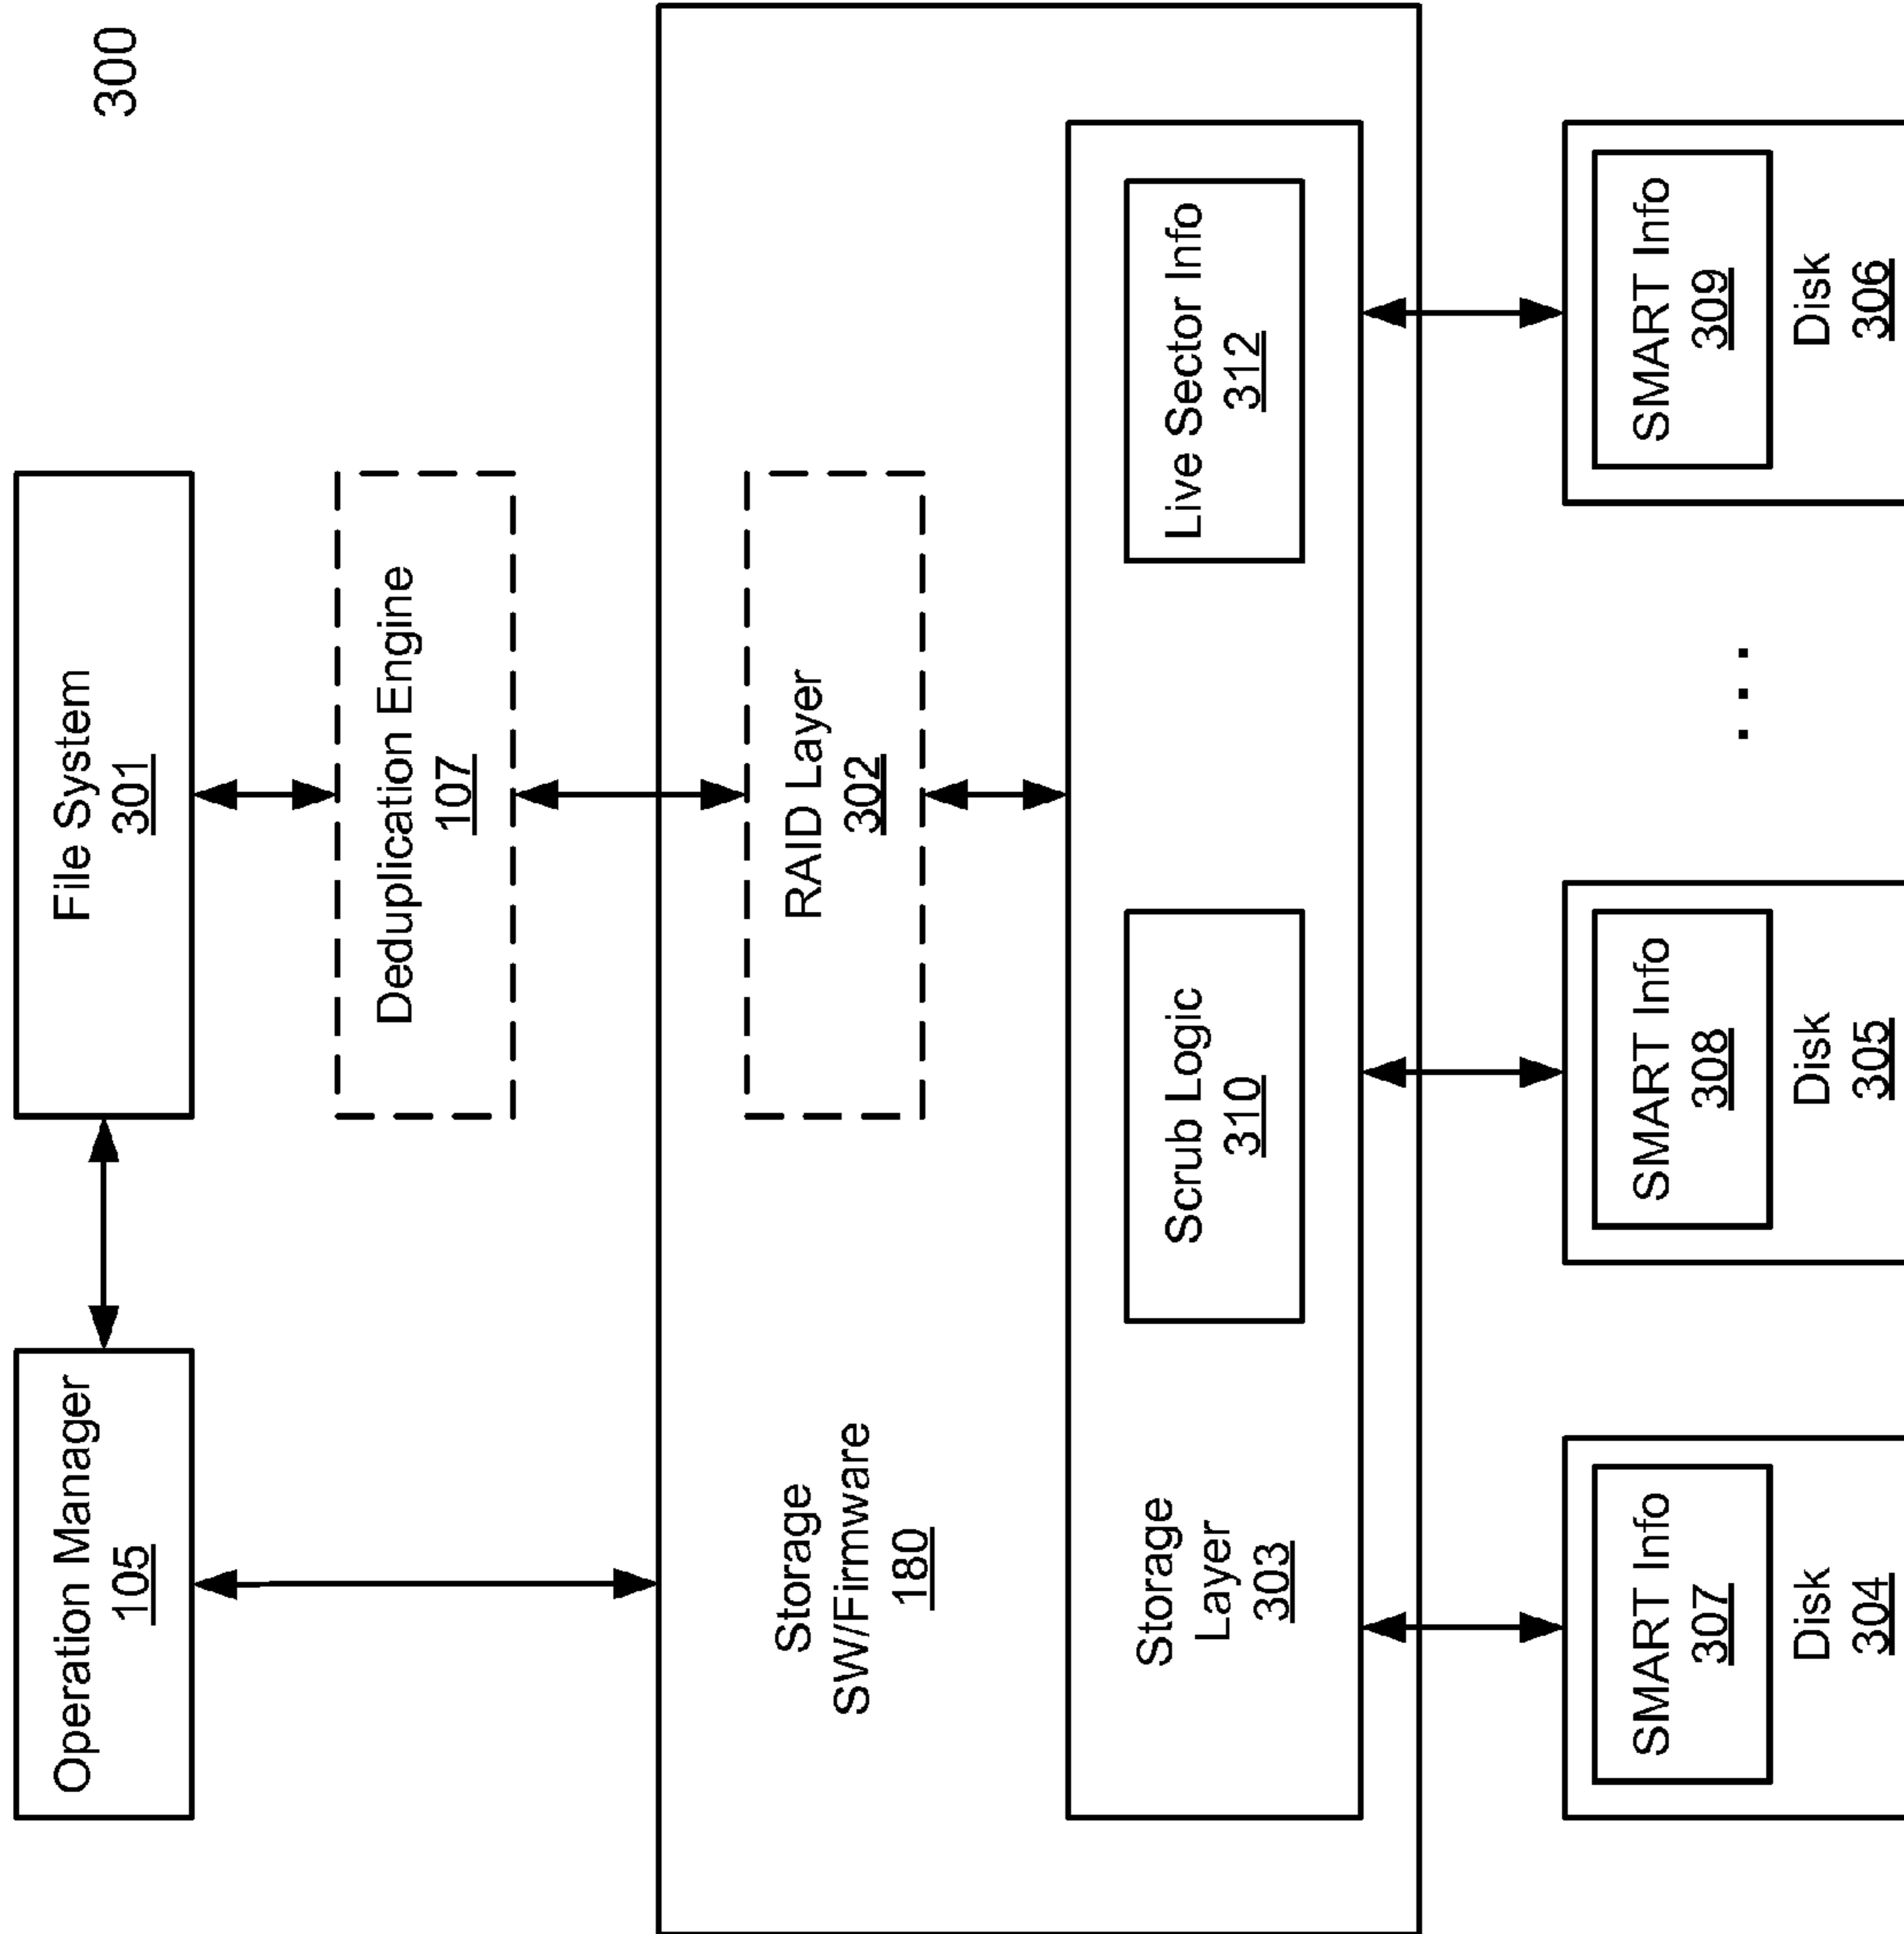 300
Operation Manager
105
File System
301
Deduplication Engine
107
Storage
SW/Firmware
180
RAID Layer
302
Storage
Layer
303
Scrub Logic
310
Live Sector Info
312
SMART Info
307
Disk
304
SMART Info
308
Disk
305
. . .
SMART Info
309
Disk
306